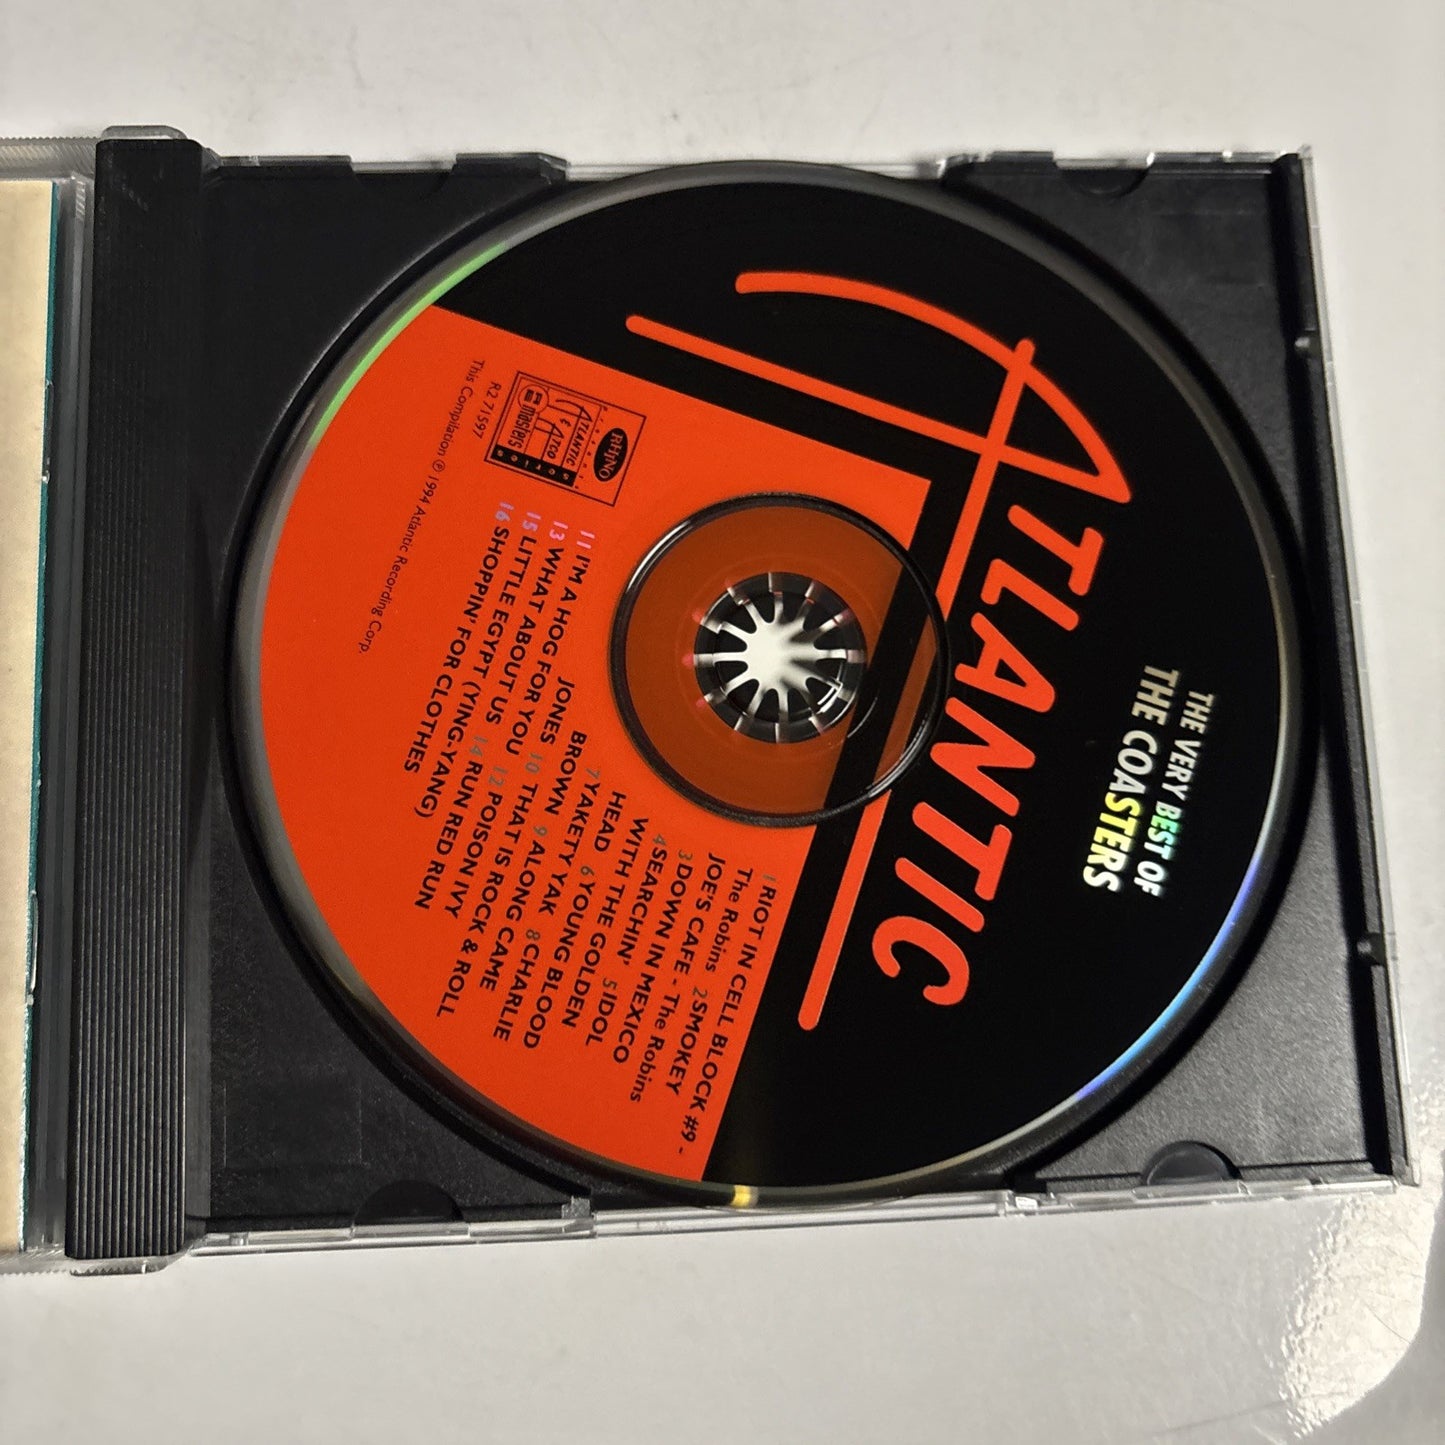 THE VERY BEST OF
THE COASTERS
ATLANTIC
1 RIOT IN CELL BLOCK #9 -
The Robins 2 SMOKEY
JOE'S CAFE - The Robins
3 DOWN IN MEXICO
4 SEARCHIN' 5 IDOL
WITH THE GOLDEN
HEAD 6 YOUNG BLOOD
7 YAKETY YAK 8 CHARLIE
BROWN 9 ALONG CAME
JONES 10 THAT IS ROCK & ROLL
11 I'M A HOG FOR YOU 12 POISON IVY
13 WHAT ABOUT US 14 RUN RED RUN
15 LITTLE EGYPT (YING-YANG)
16 SHOPPIN' FOR CLOTHES
RHINO
ATLANTIC
& ATCO
masters
R2 71597
This Compilation ℗ 1994 Atlantic Recording Corp.